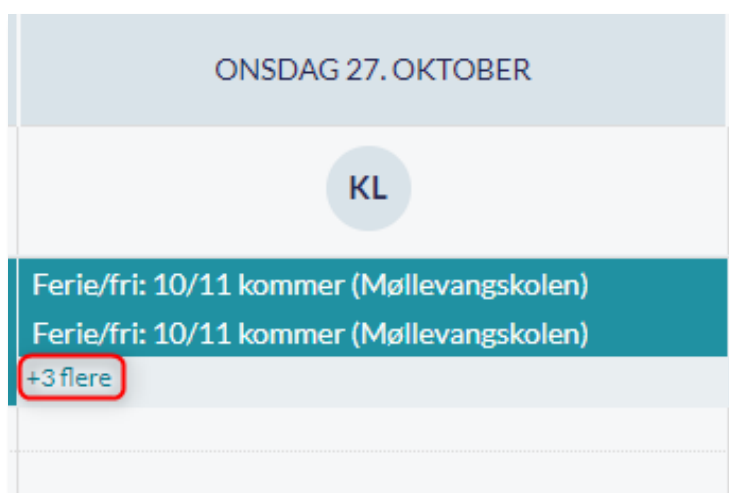 ONSDAG 27. OKTOBER
KL
Ferie/fri: 10/11 kommer (Møllevangskolen)
Ferie/fri: 10/11 kommer (Møllevangskolen)
+3 flere